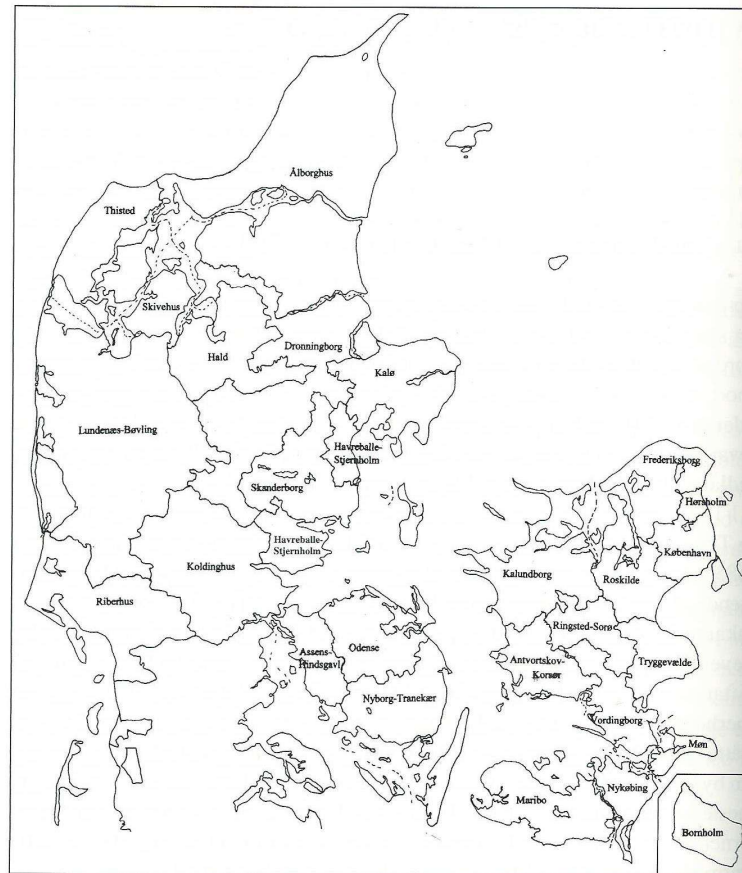 Ålborghus
Thisted
Skivehus
Hald
Dronningborg
Kalø
Lundenæs-Bøvling
Havreballe-
Stjernholm
Skanderborg
Frederiksborg
Hørsholm
Havreballe-
Stjernholm
København
Koldinghus
Kalundborg
Roskilde
Riberhus
Ringsted-Sorø
Assens-
Hindsgavl
Odense
Antvortskov-
Korsør
Tryggevælde
Nyborg-Tranekær
Vordingborg
Møn
Nykøbing
Maribo
Bornholm